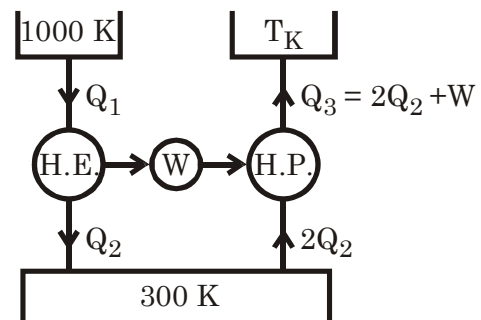 1000 K T_K
Q_1 Q_3 = 2Q_2 +W
H.E. W H.P.
Q_2 2Q_2
300 K